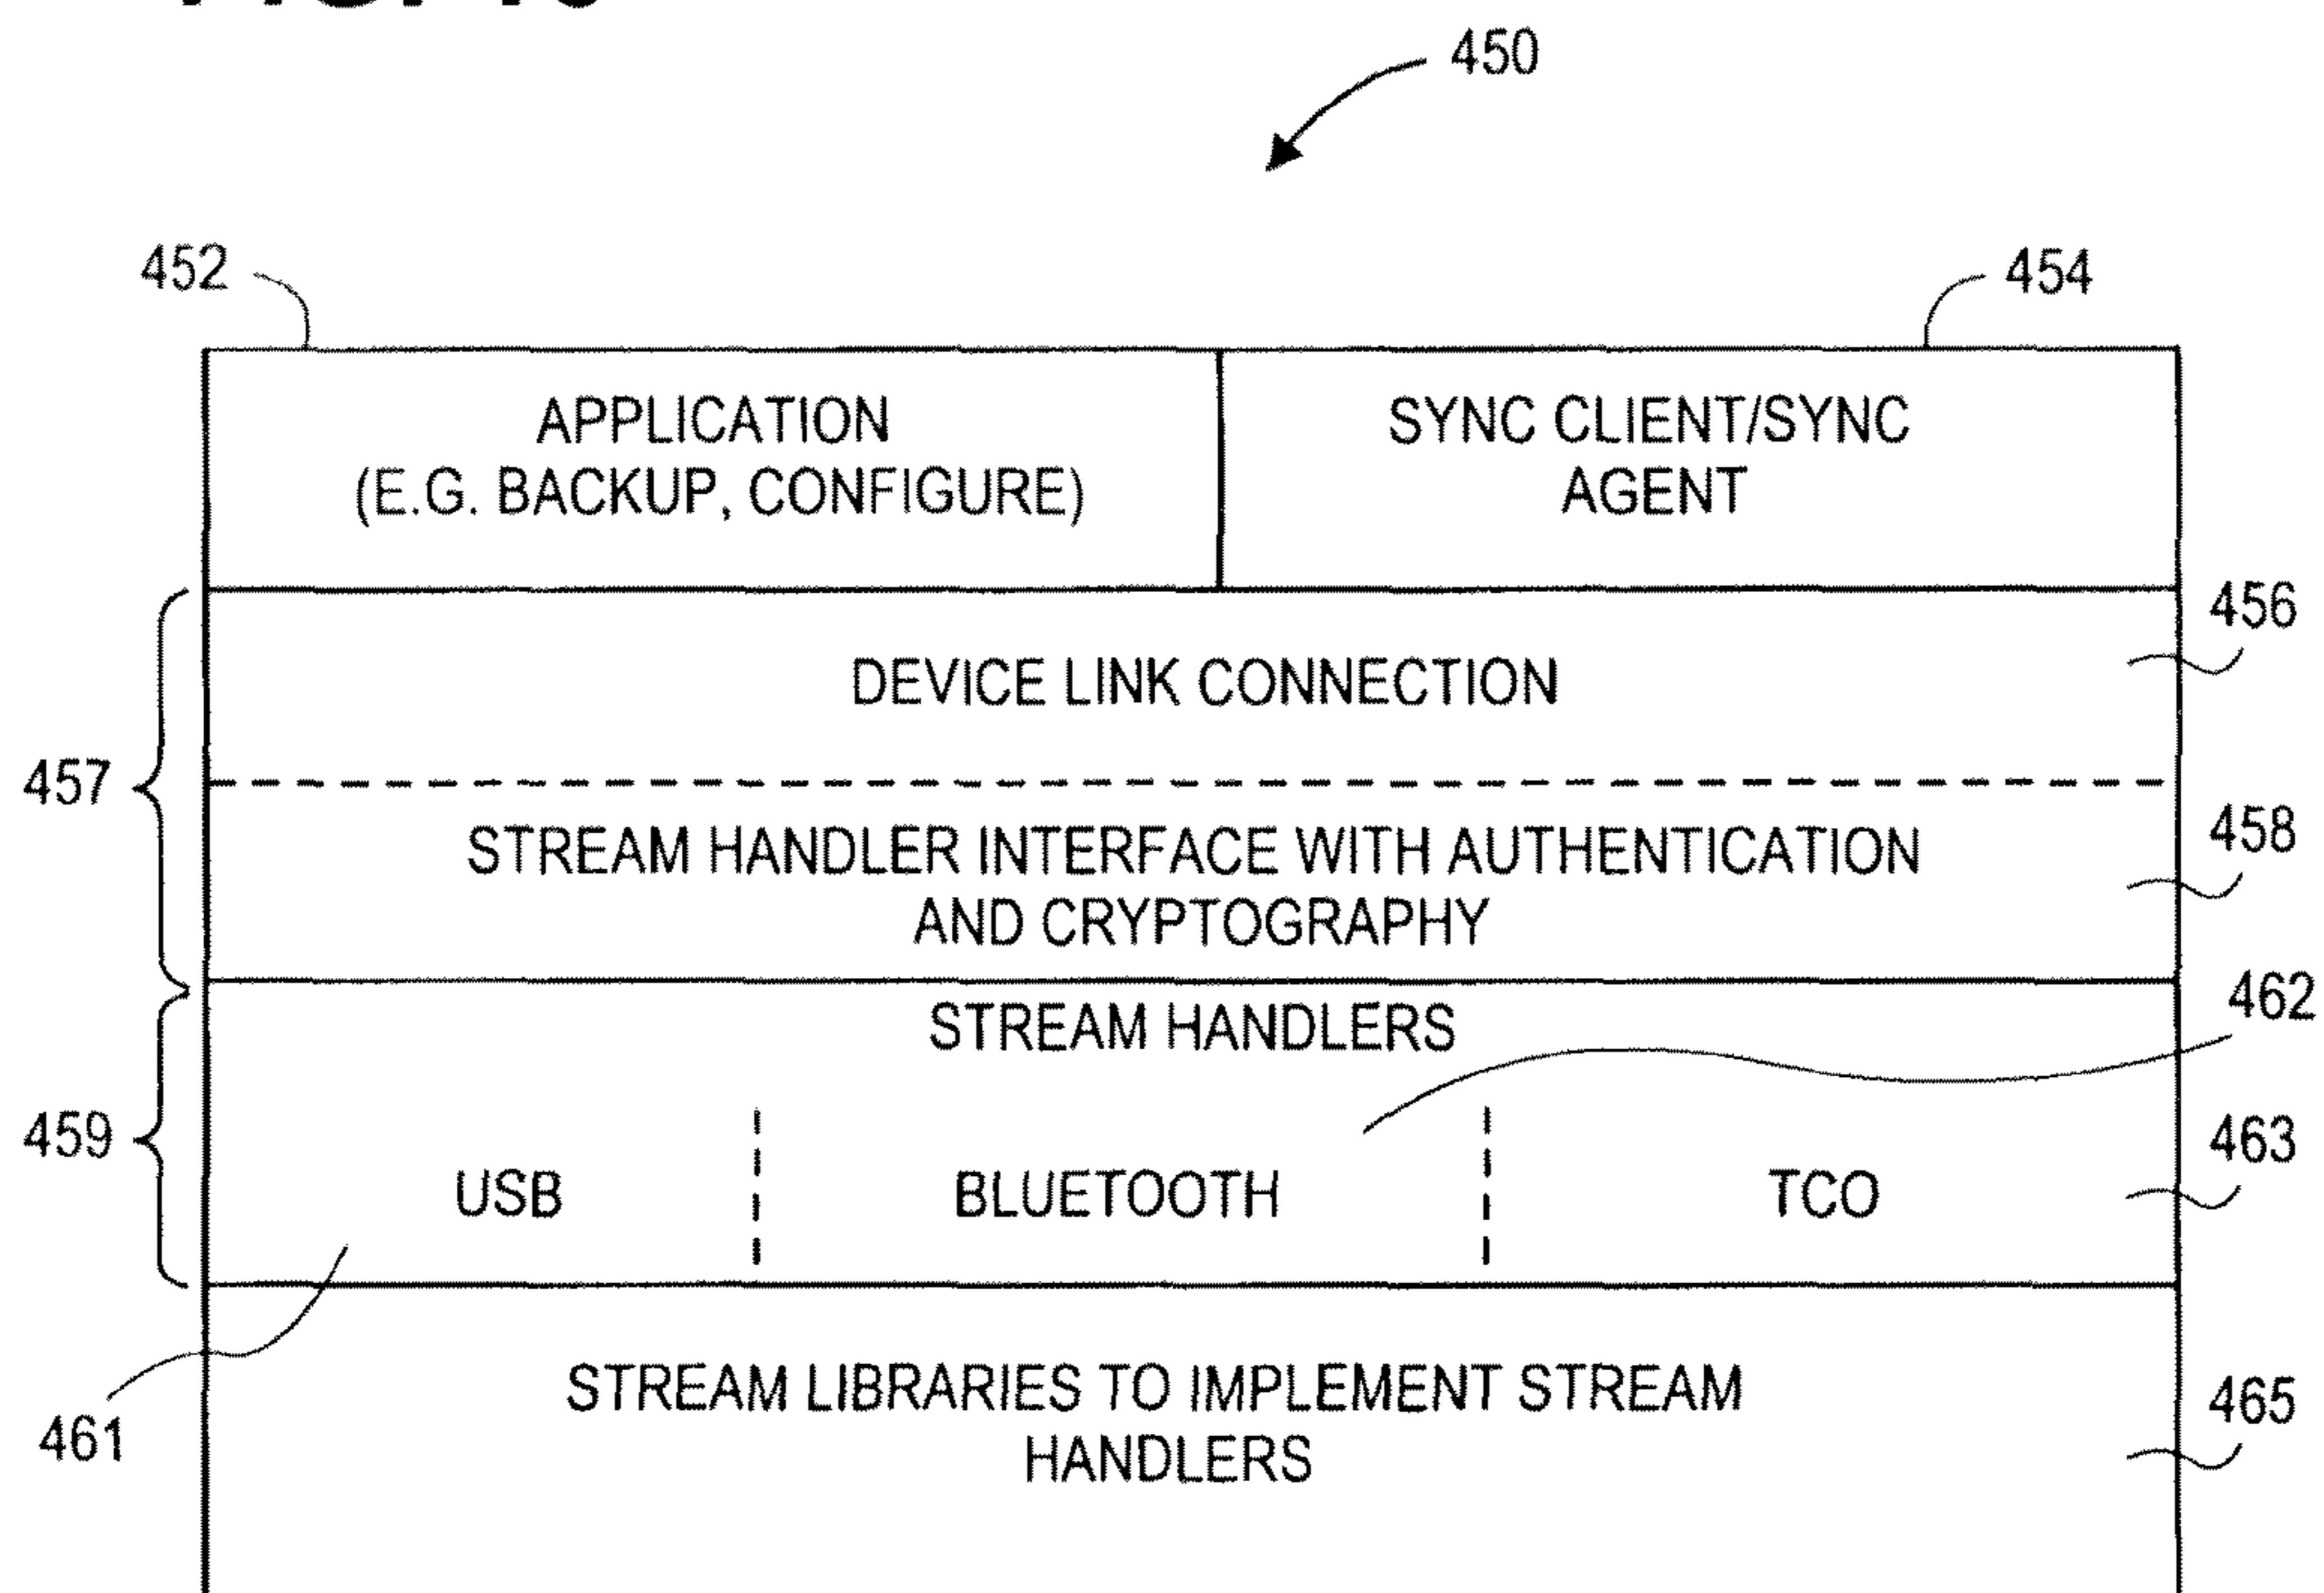 450
452
454
APPLICATION
(E.G. BACKUP, CONFIGURE)
SYNC CLIENT/SYNC
AGENT
456
DEVICE LINK CONNECTION
457
458
STREAM HANDLER INTERFACE WITH AUTHENTICATION
AND CRYPTOGRAPHY
462
STREAM HANDLERS
459
463
USB
BLUETOOTH
TCO
461
465
STREAM LIBRARIES TO IMPLEMENT STREAM
HANDLERS